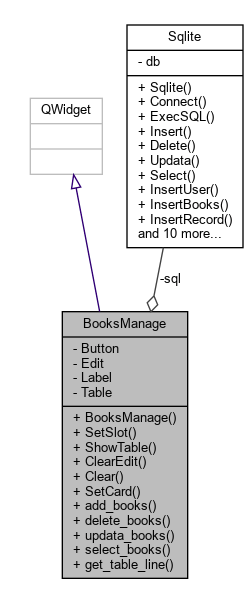 Sqlite
- db
+ Sqlite()
+ Connect()
+ ExecSQL()
+ Insert()
+ Delete()
+ Updata()
+ Select()
+ InsertUser()
+ InsertBooks()
+ InsertRecord()
and 10 more...
QWidget
-sql
BooksManage
- Button
- Edit
- Label
- Table
+ BooksManage()
+ SetSlot()
+ ShowTable()
+ ClearEdit()
+ Clear()
+ SetCard()
+ add_books()
+ delete_books()
+ updata_books()
+ select_books()
+ get_table_line()